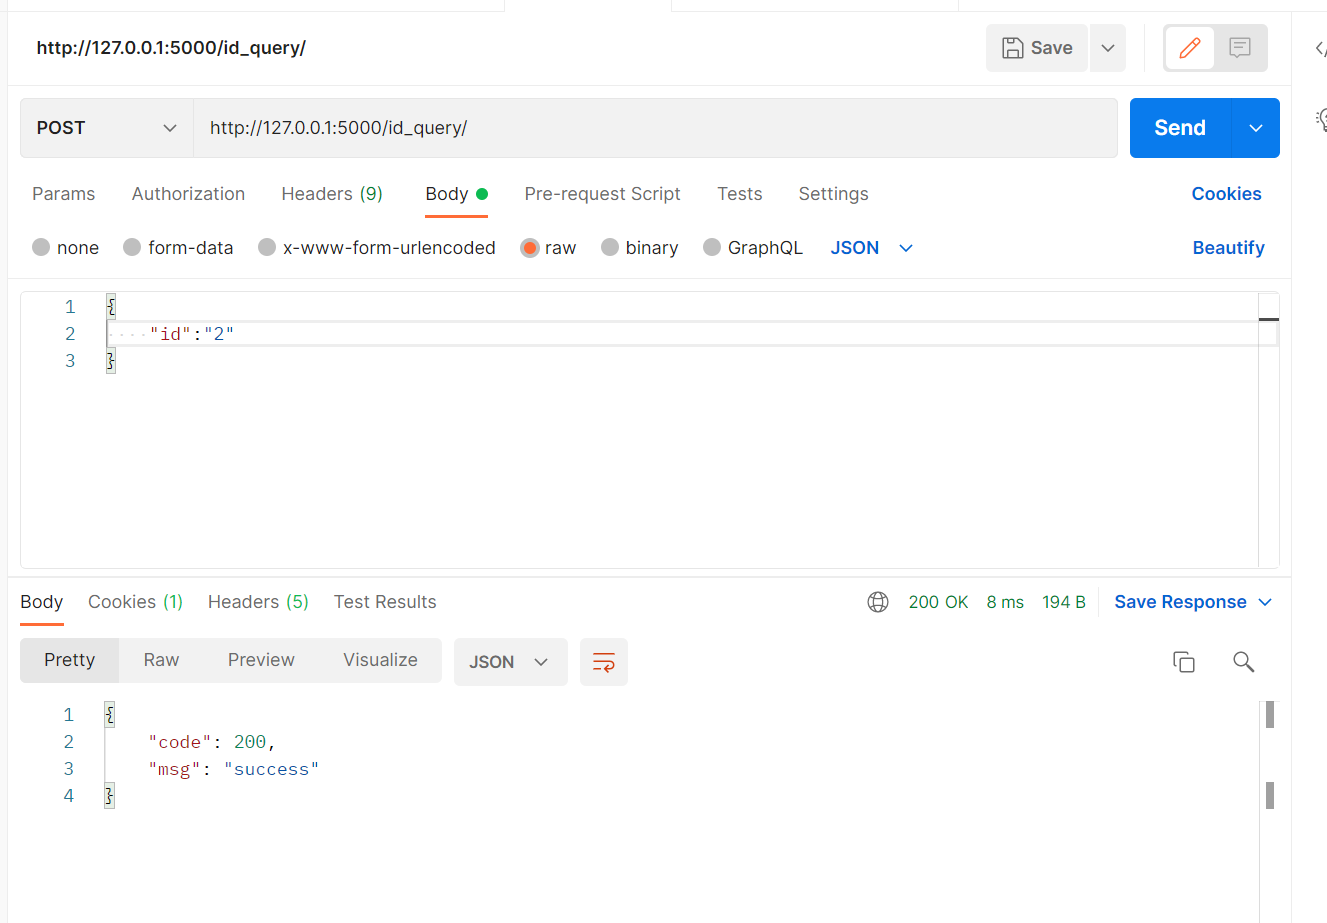 http://127.0.0.1:5000/id_query/
Save
POST
http://127.0.0.1:5000/id_query/
Send
Params Authorization Headers (9) Body Pre-request Script Tests Settings Cookies
none form-data x-www-form-urlencoded raw binary GraphQL JSON Beautify
1 {
2 "id":"2"
3 }
Body Cookies (1) Headers (5) Test Results 200 OK 8 ms 194 B Save Response
Pretty Raw Preview Visualize JSON
1 {
2 "code": 200,
3 "msg": "success"
4 }